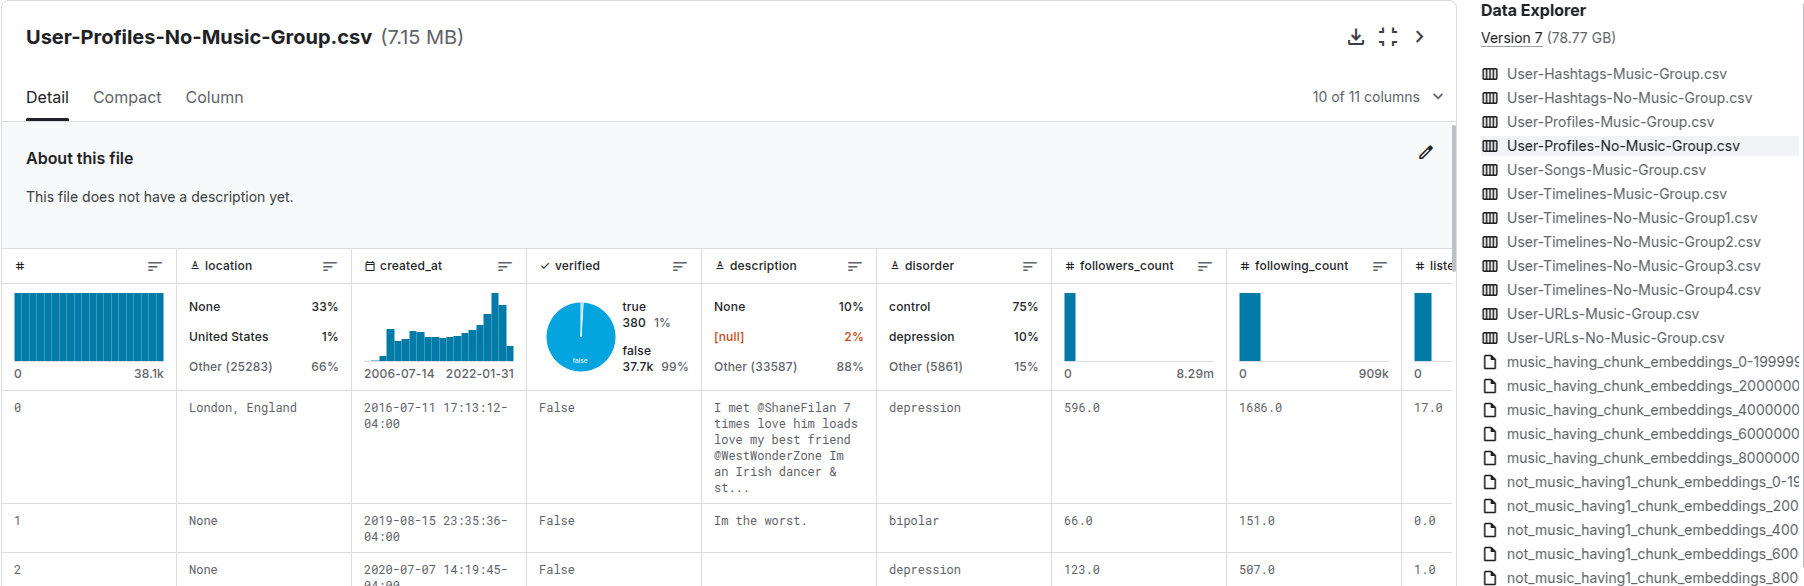 User-Profiles-No-Music-Group.csv (7.15 MB)
Detail Compact Column
10 of 11 columns
About this file
This file does not have a description yet.
# location created_at verified description disorder # followers_count # following_count # liste
None 33%
United States 1%
Other (25283) 66%
true
380 1%
false
37.7k 99%
false
None 10%
[null] 2%
Other (33587) 88%
control 75%
depression 10%
Other (5861) 15%
0 38.1k
2006-07-14 2022-01-31
0 8.29m
0 909k
0
0
London, England
2016-07-11 17:13:12-
04:00
False
I met @ShaneFilan 7
times love him loads
love my best friend
@WestWonderZone Im
an Irish dancer &
st...
depression
596.0
1686.0
17.0
1
None
2019-08-15 23:35:36-
04:00
False
Im the worst.
bipolar
66.0
151.0
0.0
2
None
2020-07-07 14:19:45-
04:00
False
depression
123.0
507.0
1.0
Data Explorer
Version 7 (78.77 GB)
User-Hashtags-Music-Group.csv
User-Hashtags-No-Music-Group.csv
User-Profiles-Music-Group.csv
User-Profiles-No-Music-Group.csv
User-Songs-Music-Group.csv
User-Timelines-Music-Group.csv
User-Timelines-No-Music-Group1.csv
User-Timelines-No-Music-Group2.csv
User-Timelines-No-Music-Group3.csv
User-Timelines-No-Music-Group4.csv
User-URLs-Music-Group.csv
User-URLs-No-Music-Group.csv
music_having_chunk_embeddings_0-199999
music_having_chunk_embeddings_2000000
music_having_chunk_embeddings_4000000
music_having_chunk_embeddings_6000000
music_having_chunk_embeddings_8000000
not_music_having1_chunk_embeddings_0-19
not_music_having1_chunk_embeddings_200
not_music_having1_chunk_embeddings_400
not_music_having1_chunk_embeddings_600
not_music_having1_chunk_embeddings_800